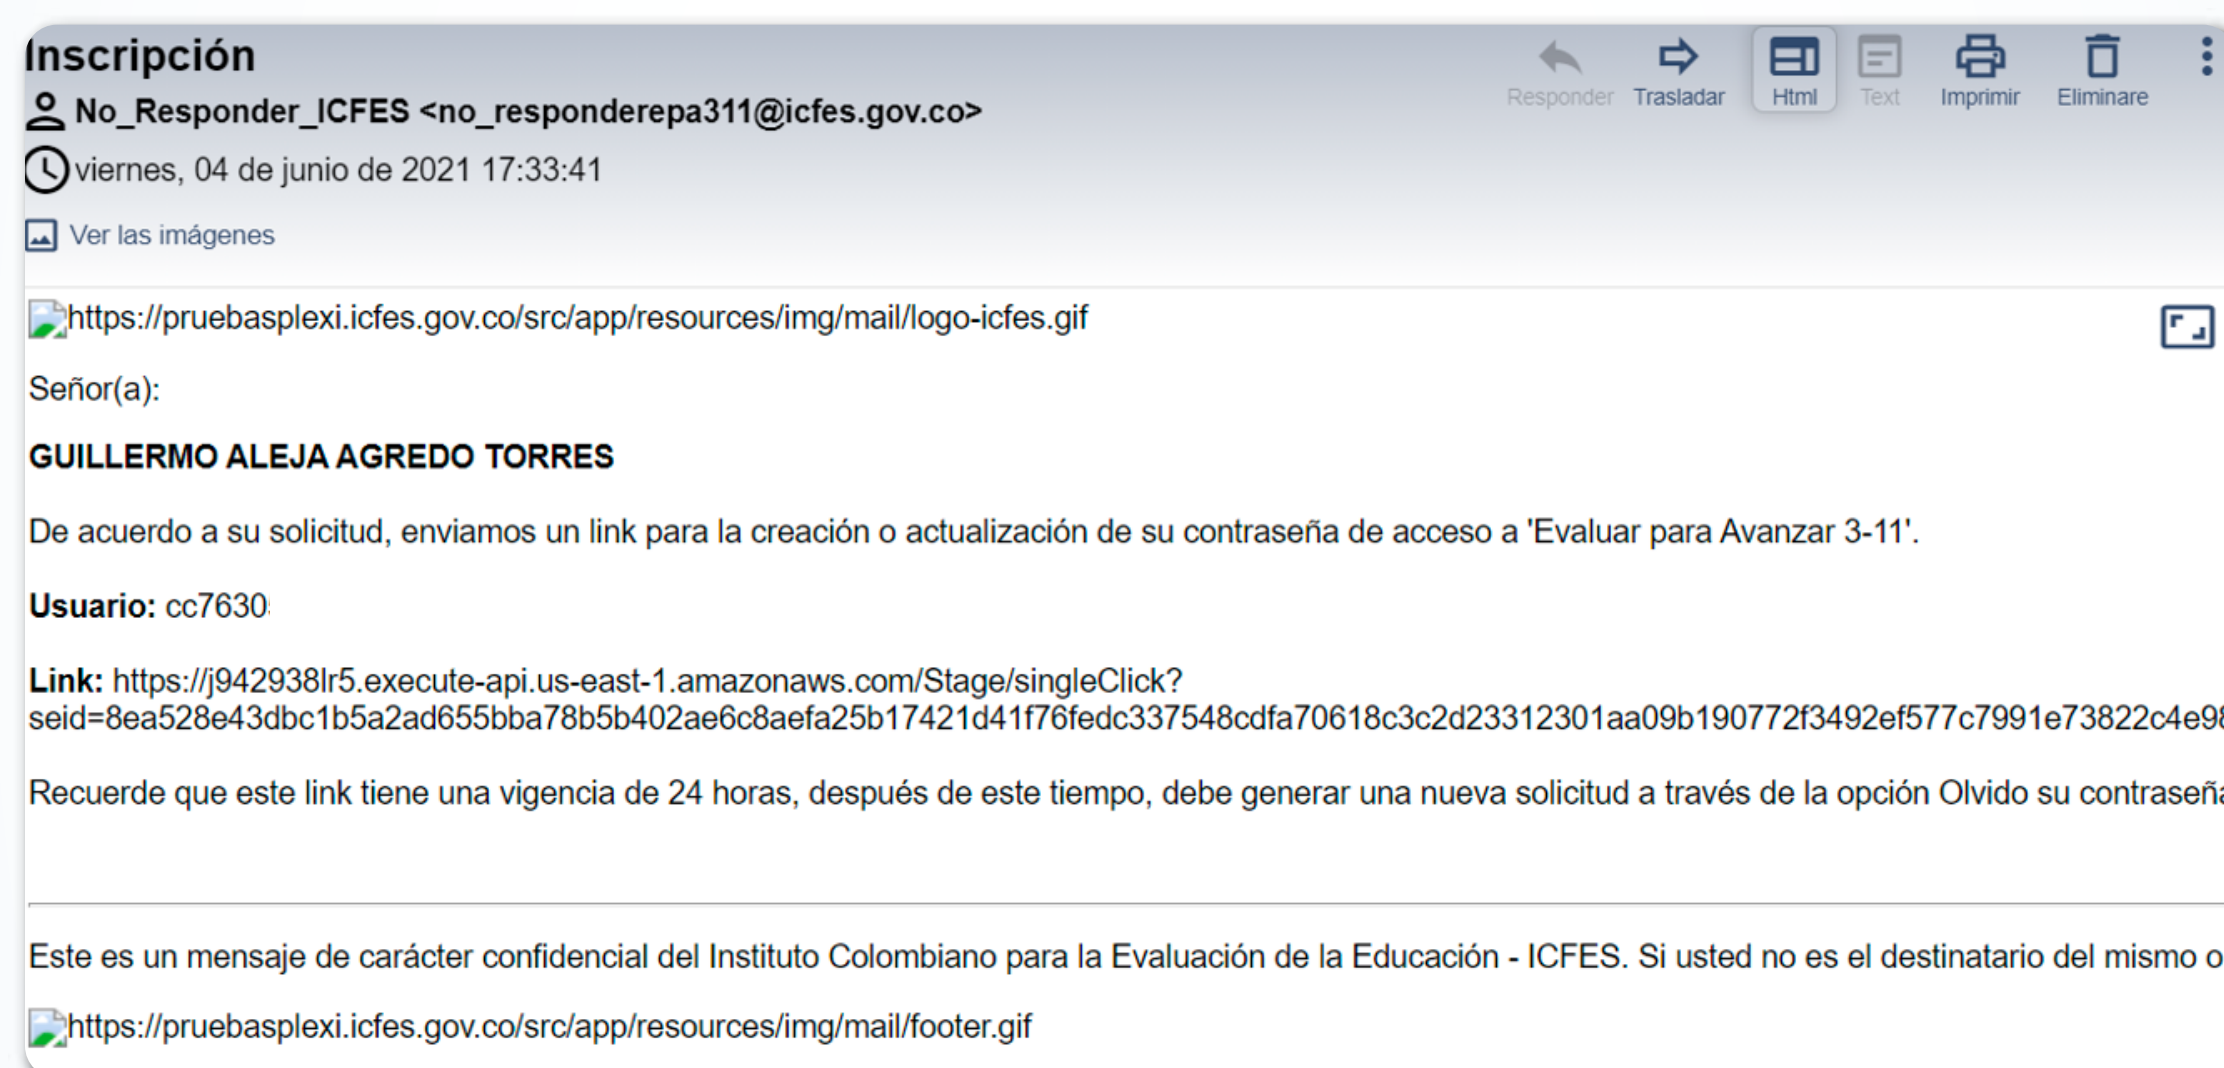 Inscripción
Responder Trasladar Html Text Imprimir Eliminare
No_Responder_ICFES <no_responderepa311@icfes.gov.co>
viernes, 04 de junio de 2021 17:33:41
Ver las imágenes
https://pruebasplexi.icfes.gov.co/src/app/resources/img/mail/logo-icfes.gif
Señor(a):
GUILLERMO ALEJA AGREDO TORRES
De acuerdo a su solicitud, enviamos un link para la creación o actualización de su contraseña de acceso a 'Evaluar para Avanzar 3-11'.
Usuario: cc7630
Link: https://j942938lr5.execute-api.us-east-1.amazonaws.com/Stage/singleClick?
seid=8ea528e43dbc1b5a2ad655bba78b5b402ae6c8aefa25b17421d41f76fedc337548cdfa70618c3c2d23312301aa09b190772f3492ef577c7991e73822c4e98
Recuerde que este link tiene una vigencia de 24 horas, después de este tiempo, debe generar una nueva solicitud a través de la opción Olvido su contraseña
Este es un mensaje de carácter confidencial del Instituto Colombiano para la Evaluación de la Educación - ICFES. Si usted no es el destinatario del mismo o
https://pruebasplexi.icfes.gov.co/src/app/resources/img/mail/footer.gif